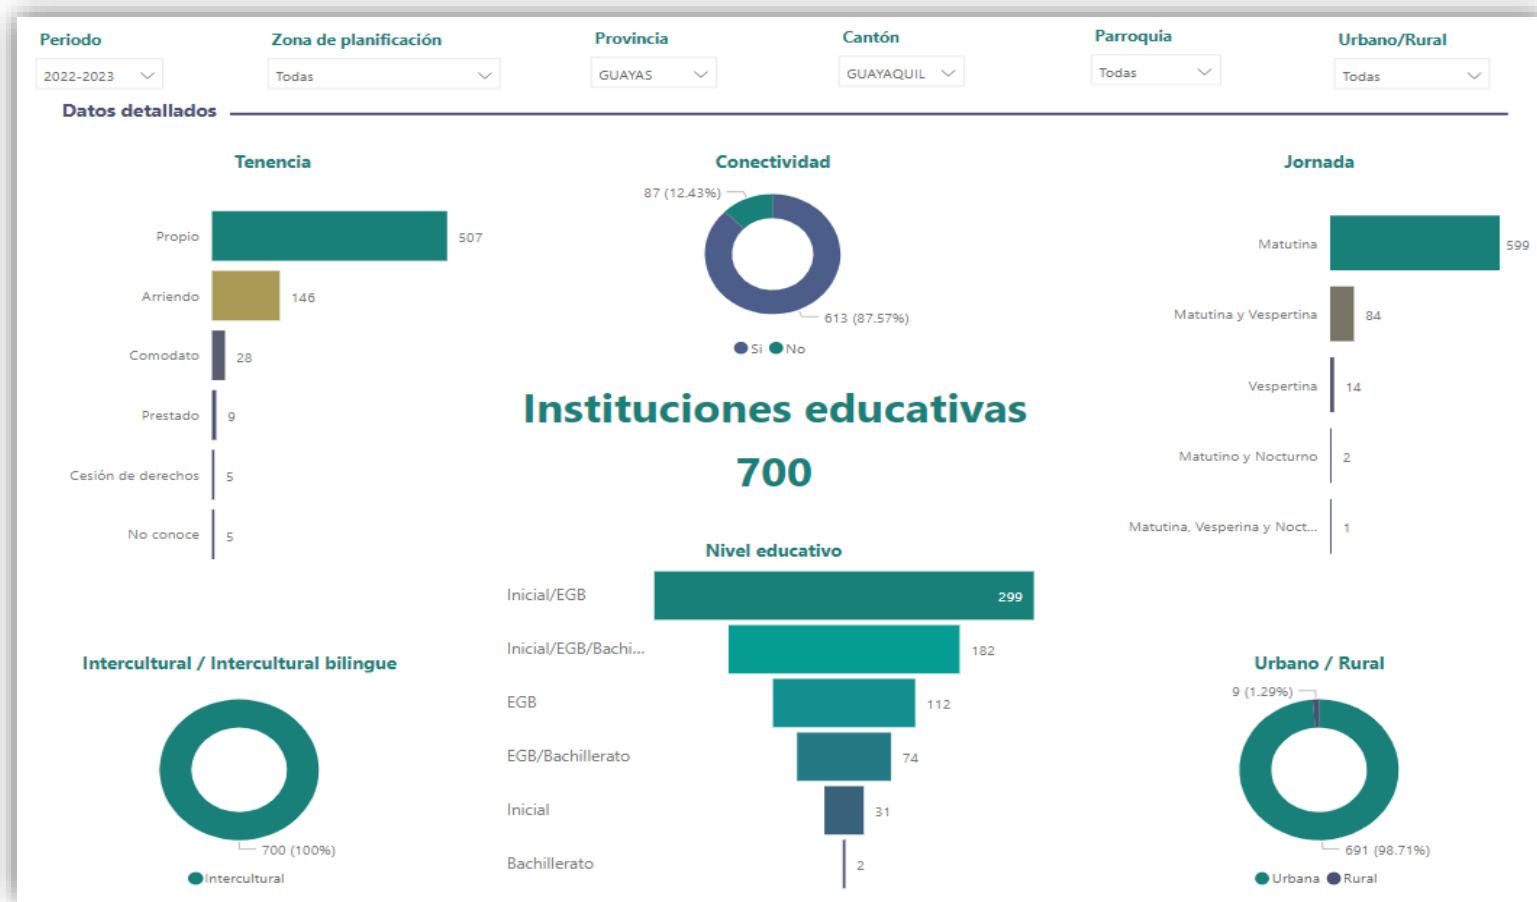 Periodo
2022-2023
Zona de planificación
Todas
Provincia
GUAYAS
Cantón
GUAYAQUIL
Parroquia
Todas
Urbano/Rural
Todas
Datos detallados
Tenencia
Propio 507
Arriendo 146
Comodato 28
Prestado 9
Cesión de derechos 5
No conoce 5
Conectividad
87 (12.43%)
613 (87.57%)
Si No
Jornada
Matutina 599
Matutina y Vespertina 84
Vespertina 14
Matutino y Nocturno 2
Matutina, Vesperina y Noct... 1
Instituciones educativas
700
Nivel educativo
Inicial/EGB 299
Inicial/EGB/Bachi... 182
EGB 112
EGB/Bachillerato 74
Inicial 31
Bachillerato 2
Intercultural / Intercultural bilingue
700 (100%)
Intercultural
Urbano / Rural
9 (1.29%)
691 (98.71%)
Urbana Rural